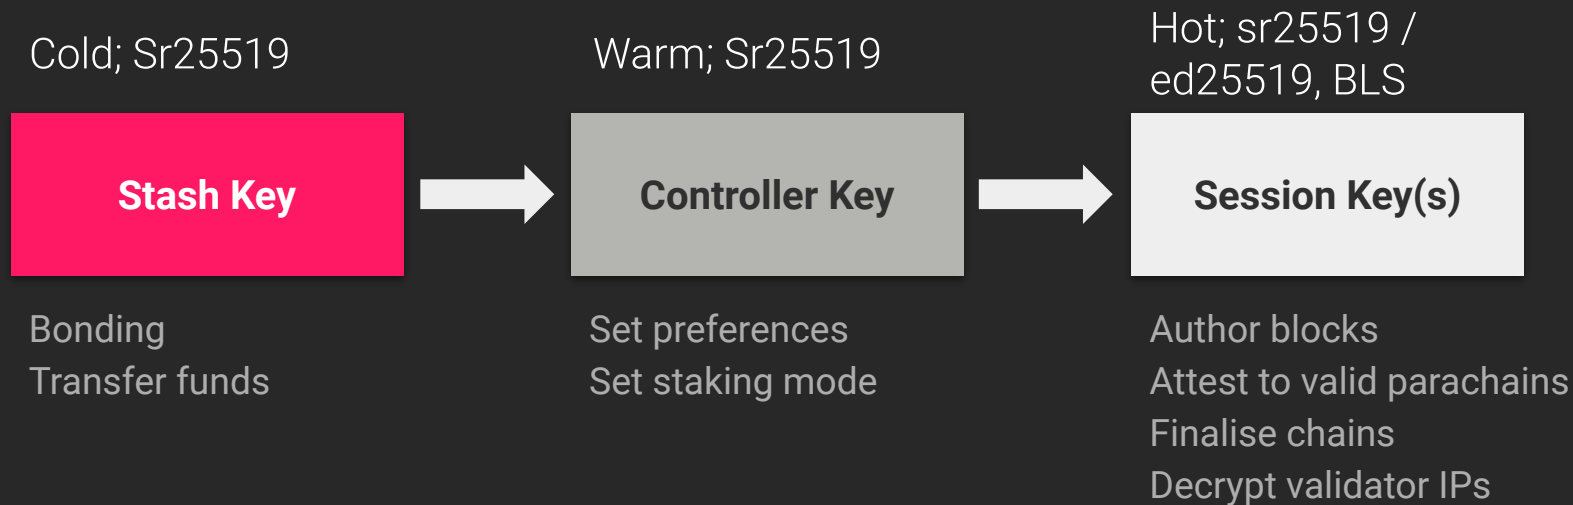 Cold; Sr25519
Warm; Sr25519
Hot; sr25519 /
ed25519, BLS
Stash Key
Controller Key
Session Key(s)
Bonding
Transfer funds
Set preferences
Set staking mode
Author blocks
Attest to valid parachains
Finalise chains
Decrypt validator IPs